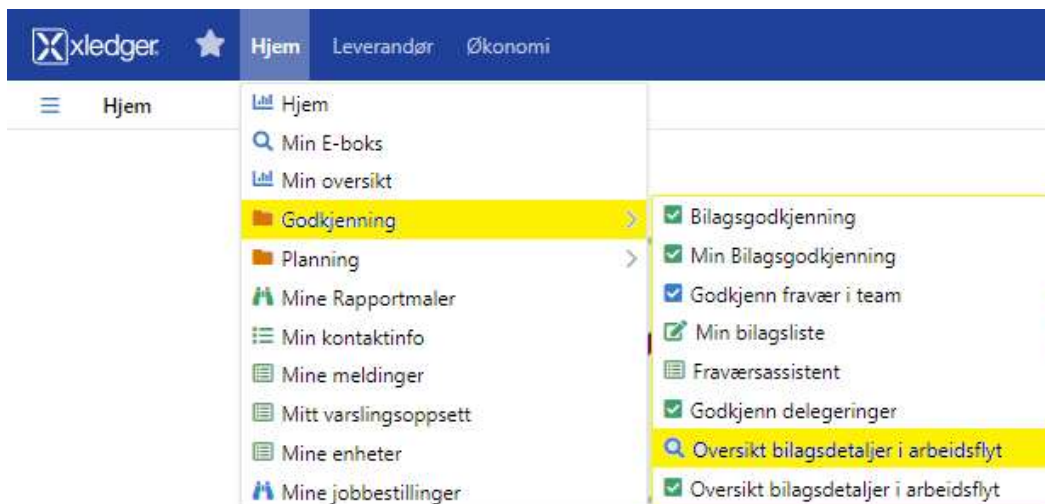 xledger Hjem Leverandør Økonomi
Hjem
Hjem
Min E-boks
Min oversikt
Godkjenning
Planning
Mine Rapportmaler
Min kontaktinfo
Mine meldinger
Mitt varslingsoppsett
Mine enheter
Mine jobbestillinger
Bilagsgodkjenning
Min Bilagsgodkjenning
Godkjenn fravær i team
Min bilagsliste
Fraværsassistent
Godkjenn delegeringer
Oversikt bilagsdetaljer i arbeidsflyt
Oversikt bilagsdetaljer i arbeidsflyt